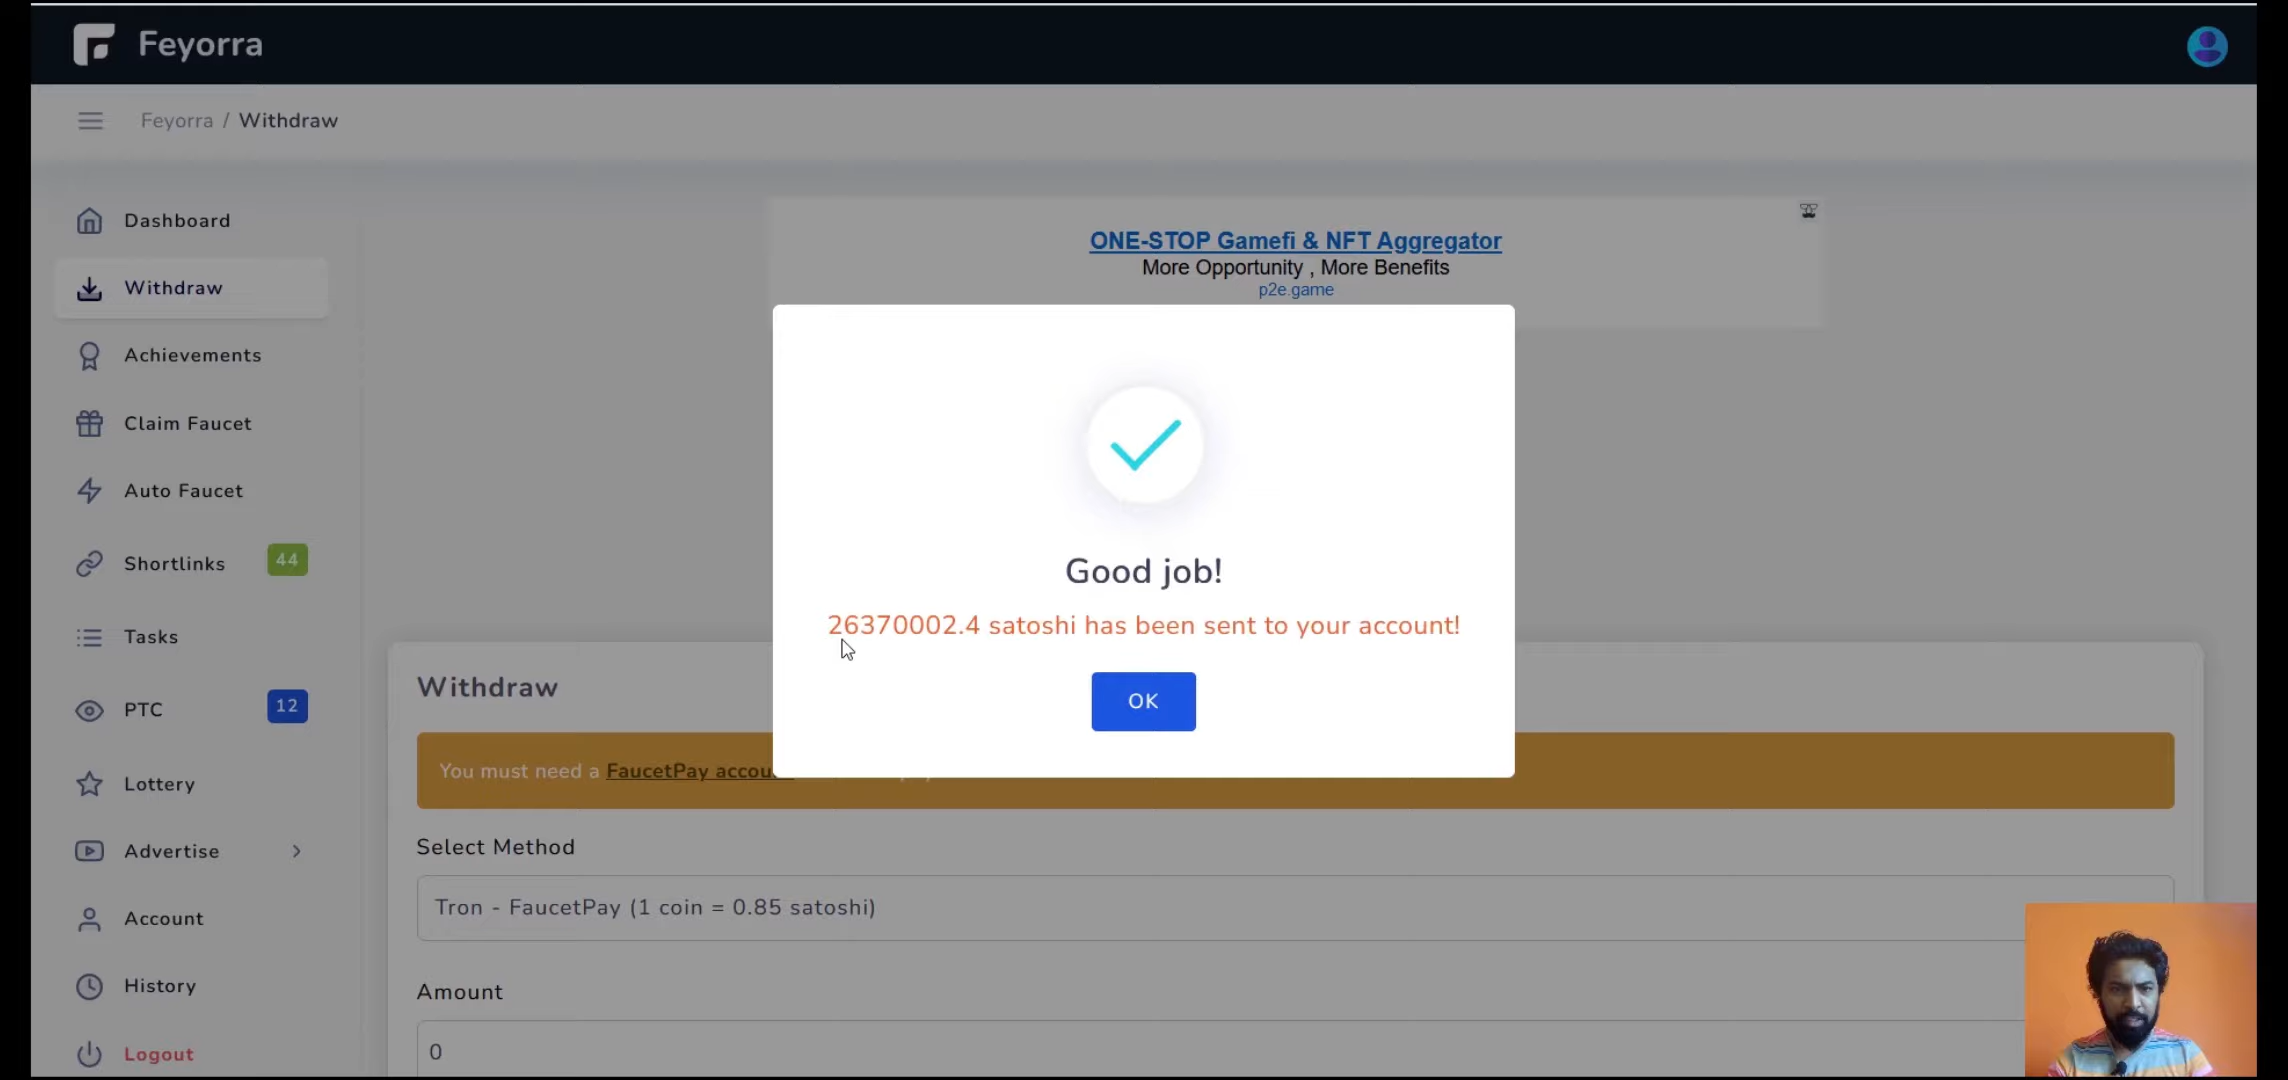 Feyorra
Feyorra / Withdraw
Dashboard
Withdraw
Achievements
Claim Faucet
Auto Faucet
Shortlinks 44
Tasks
PTC 12
Lottery
Advertise
Account
History
Logout
ONE-STOP Gamefi & NFT Aggregator
More Opportunity , More Benefits
p2e.game
Good job!
26370002.4 satoshi has been sent to your account!
OK
Withdraw
You must need a FaucetPay
Select Method
Tron - FaucetPay (1 coin = 0.85 satoshi)
Amount
0